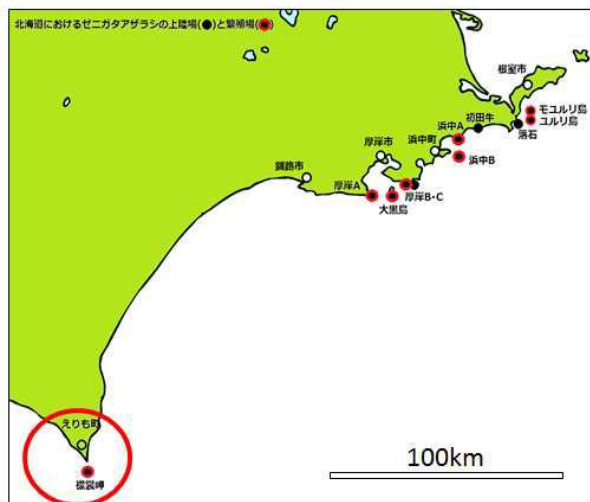 北海道におけるゼニガタアザラシの上陸場(●)と繁殖場(●)
根室市
モユルリ島
ユルリ島
初田牛
浜中A
落石
浜中町
厚岸市
浜中B
釧路市
厚岸A
厚岸B・C
大黒島
えりも町
襟裳岬
100km